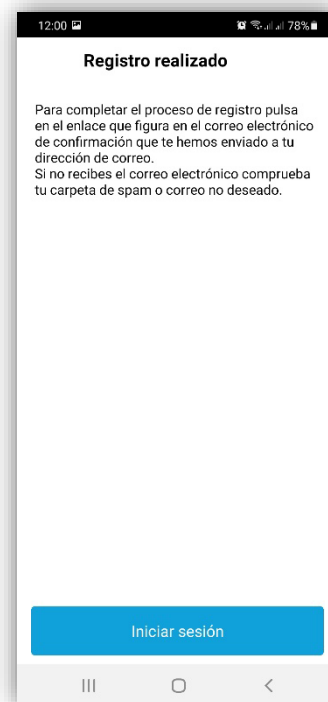 12:00 78%
Registro realizado
Para completar el proceso de registro pulsa
en el enlace que figura en el correo electrónico
de confirmación que te hemos enviado a tu
dirección de correo.
Si no recibes el correo electrónico comprueba
tu carpeta de spam o correo no deseado.
Iniciar sesión